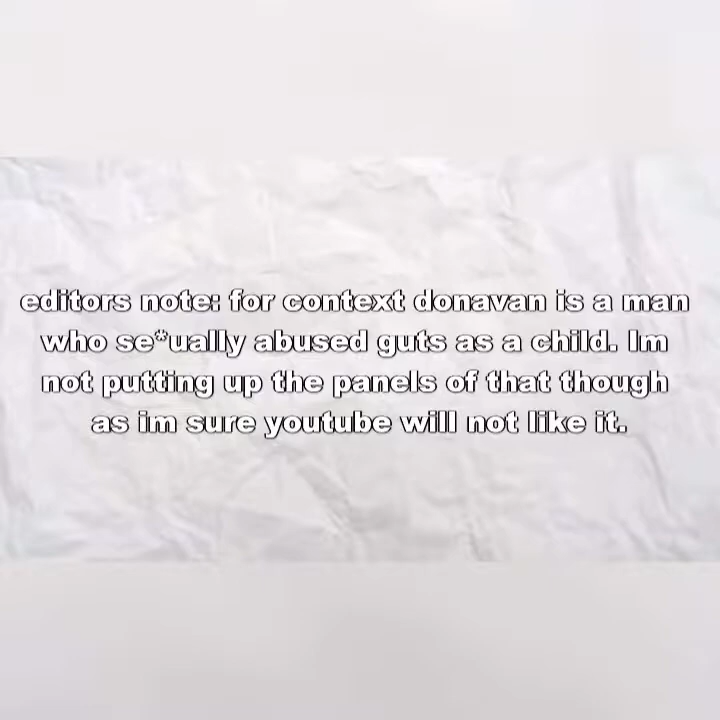 editors note: for context donavan is a man
who se*ually abused guts as a child. Im
not putting up the panels of that though
as im sure youtube will not like it.